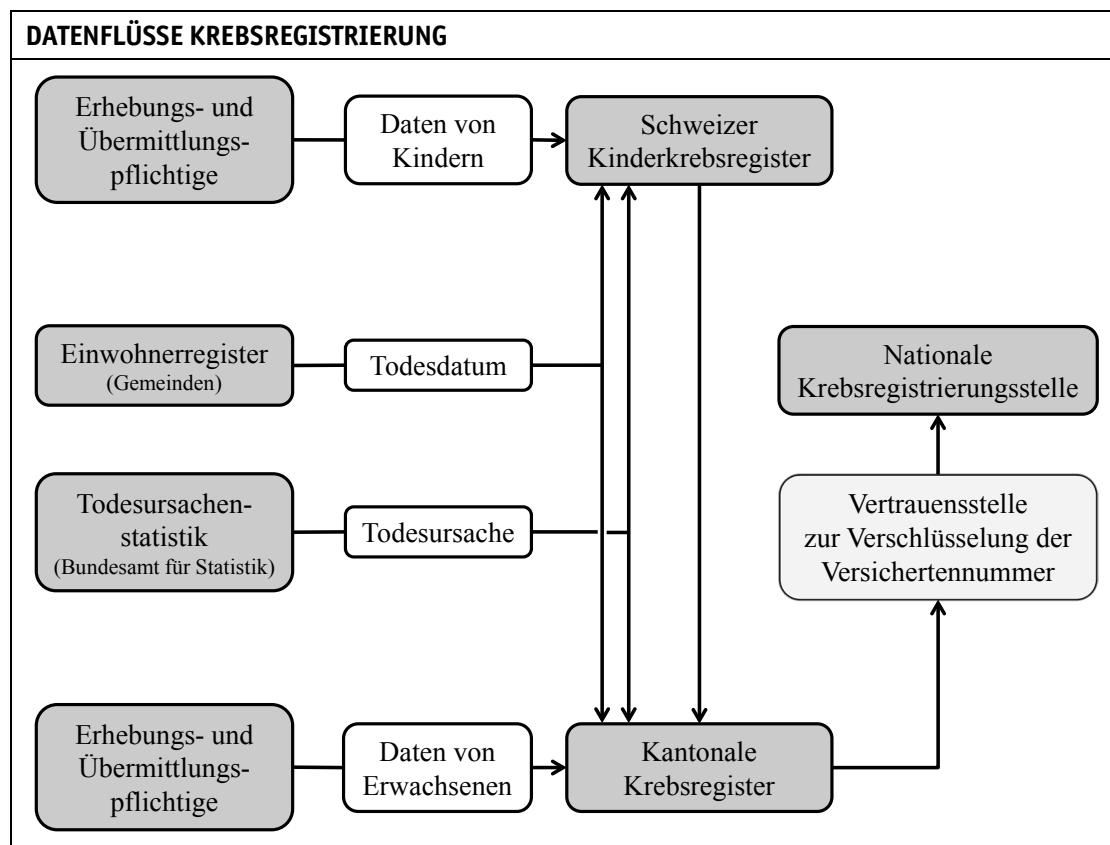 DATENFLÜSSE KREBSREGISTRIERUNG
Erhebungs- und
Übermittlungs-
pflichtige
Daten von
Kindern
Schweizer
Kinderkrebsregister
Einwohnerregister
(Gemeinden)
Todesdatum
Nationale
Krebsregistrierungsstelle
Todesursachen-
statistik
(Bundesamt für Statistik)
Todesursache
Vertrauensstelle
zur Verschlüsselung der
Versichertennummer
Erhebungs- und
Übermittlungs-
pflichtige
Daten von
Erwachsenen
Kantonale
Krebsregister